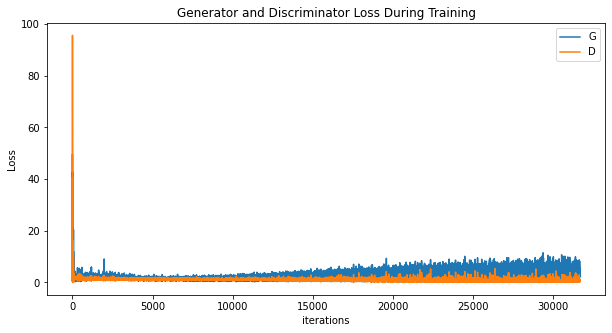 Generator and Discriminator Loss During Training
G
D
100
80
60
40
20
0
Loss
0 5000 10000 15000 20000 25000 30000
iterations